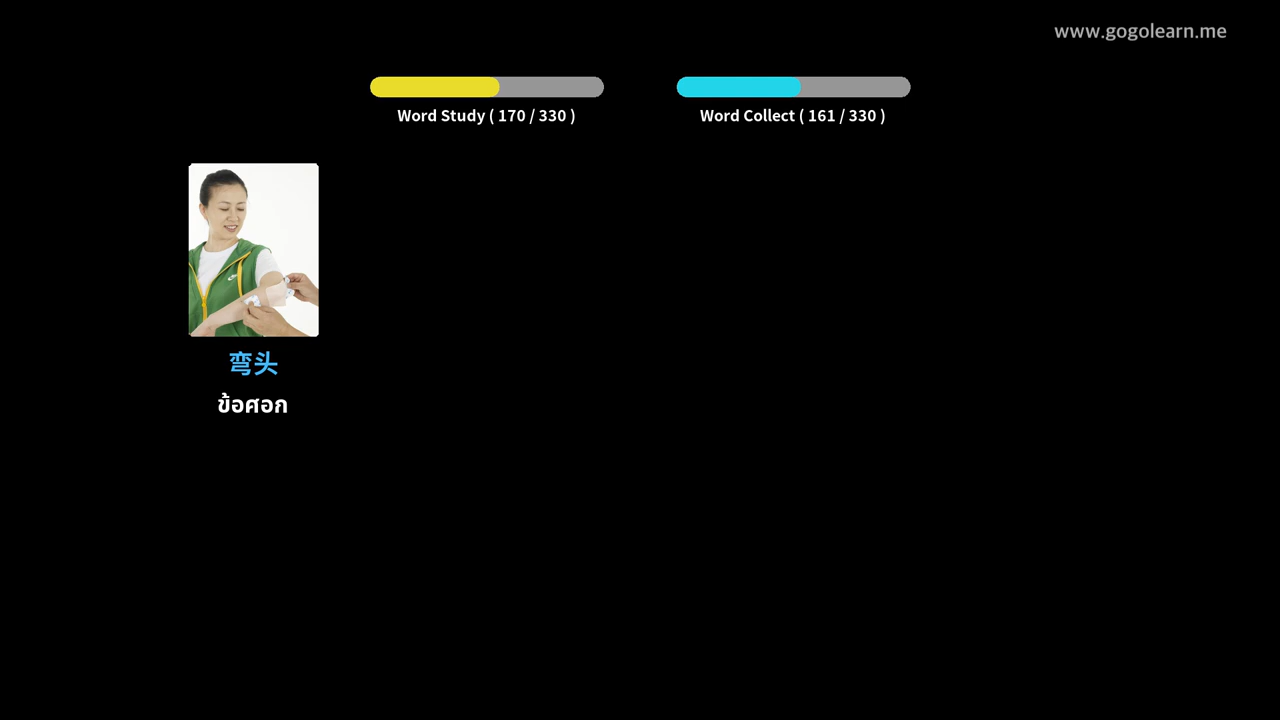 www.gogolearn.me
Word Study ( 170 / 330 )
Word Collect ( 161 / 330 )
弯头
ข้อศอก